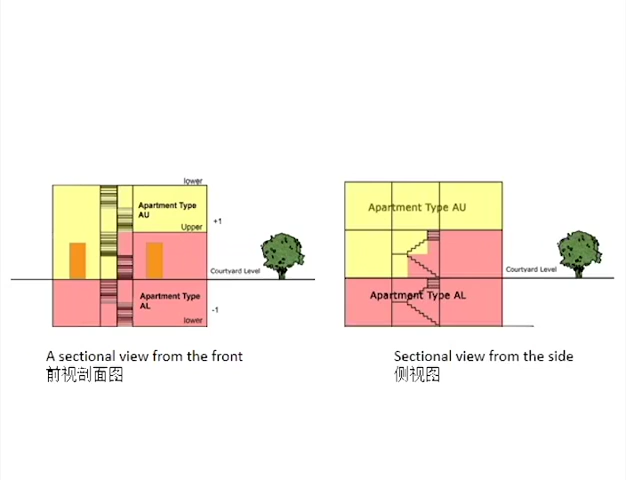 lower
Apartment Type
AU
+1
Upper
Courtyard Level
Apartment Type
AL
-1
lower
Apartment Type AU
Courtyard Level
Apartment Type AL
A sectional view from the front
前视剖面图
Sectional view from the side
侧视图